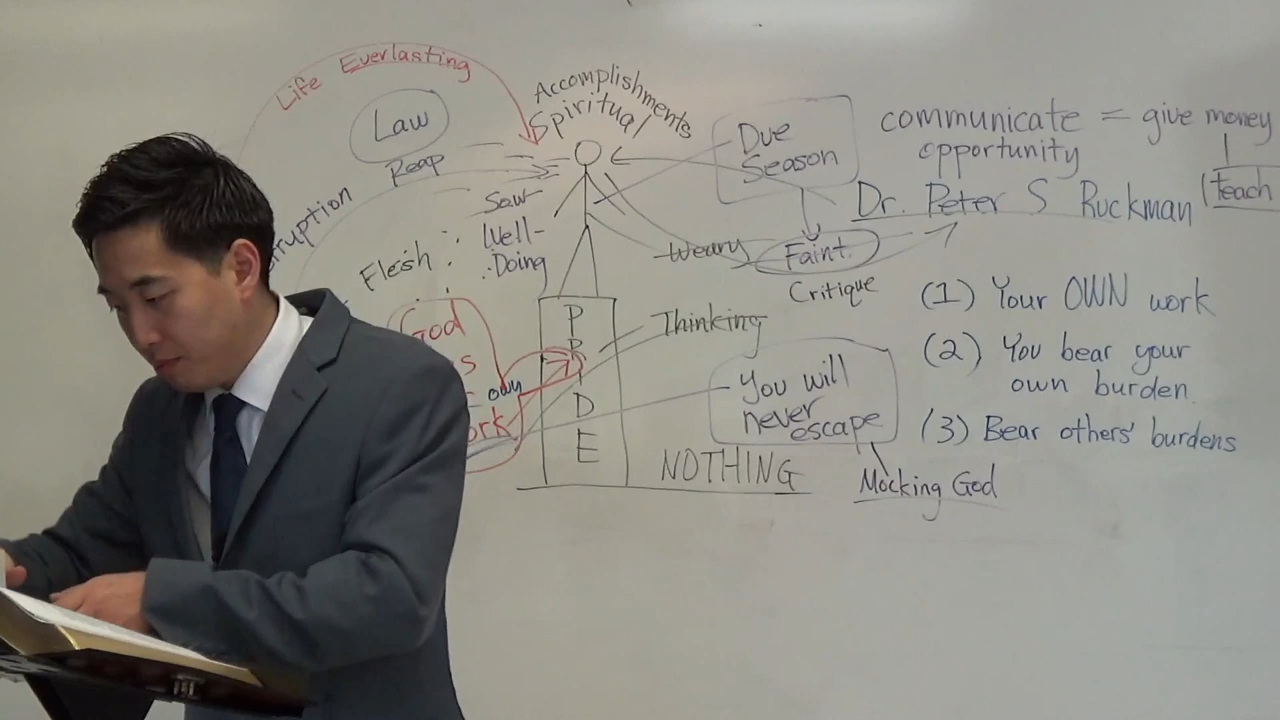 Life Everlasting
Law
Reap
Accomplishments
Spiritual
Sow
Well-
Doing
Flesh
God
own
P
R
I
D
E
Thinking
NOTHING
Due
Season
Weary
Faint.
Critique
You will
never
escape
Mocking God
communicate = give money
opportunity
teach
Dr. Peter S Ruckman
(1) Your OWN work
(2) You bear your
own burden.
(3) Bear others' burdens